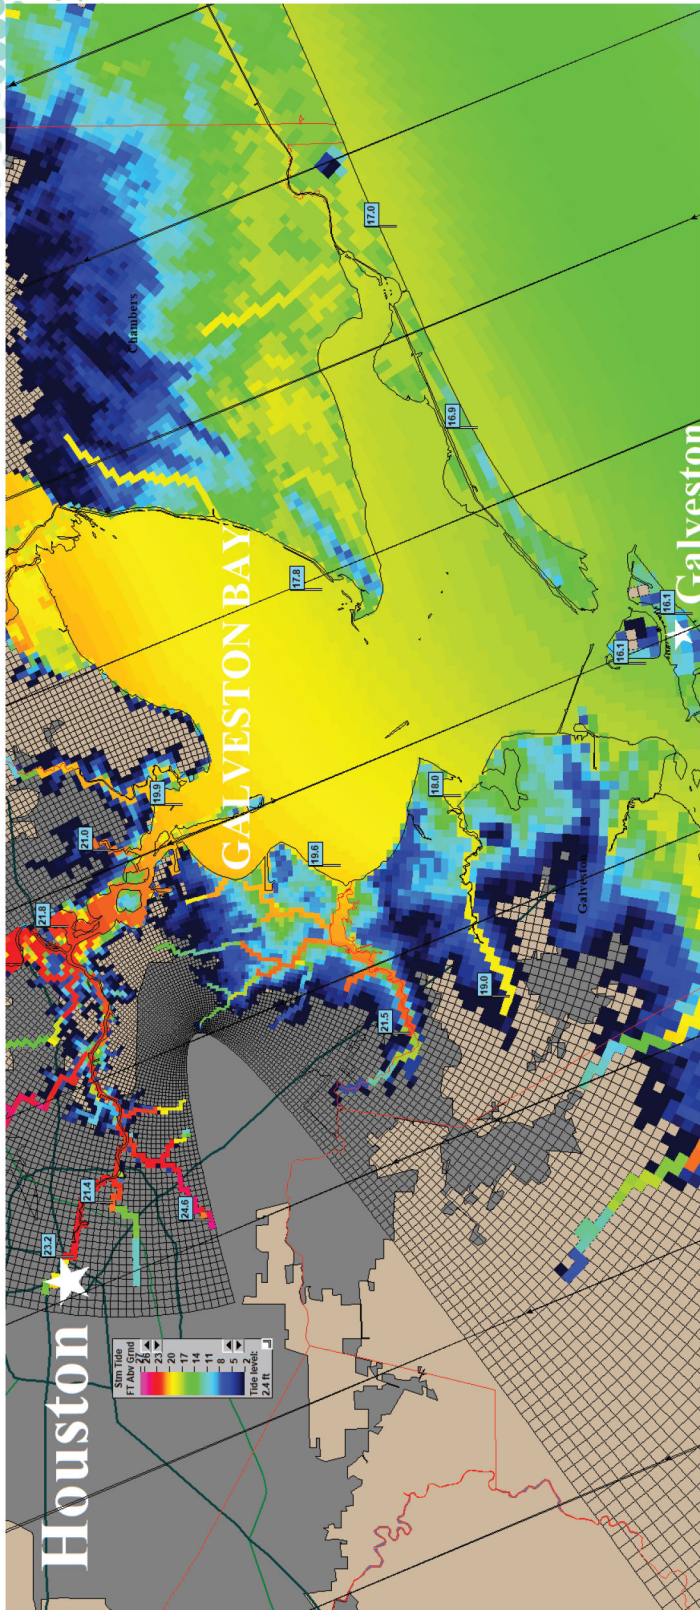 Houston
23.2
21.4
24.6
21.8
21.0
19.9
GALVESTON BAY
19.6
21.5
18.0
19.0
17.8
Chambers
17.0
16.9
16.1
16.1
Galveston
Galveston
Stm Tide
FT Abv Grnd
27
26
23
20
17
14
11
8
5
2
Tide level:
2.4 ft